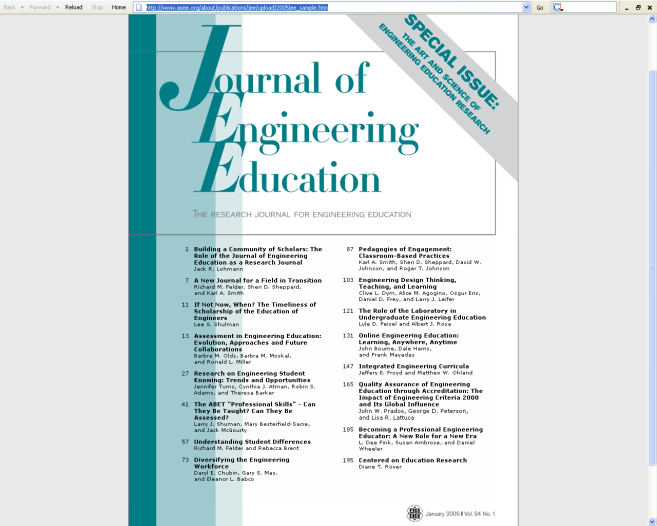 Back Forward Reload Stop Home http://www.asee.org/about/publications/jee/upload/2005jee_sample.htm Go
SPECIAL ISSUE:
THE ART AND SCIENCE OF
ENGINEERING EDUCATION RESEARCH
Journal of
Engineering
Education
THE RESEARCH JOURNAL FOR ENGINEERING EDUCATION
1 Building a Community of Scholars: The
Role of the Journal of Engineering
Education as a Research Journal
Jack R. Lohmann
7 A New Journal for a Field in Transition
Richard M. Felder, Sheri D. Sheppard,
and Karl A. Smith
11 If Not Now, When? The Timeliness of
Scholarship of the Education of
Engineers
Lee S. Shulman
13 Assessment in Engineering Education:
Evolution, Approaches and Future
Collaborations
Barbra M. Olds, Barbra M. Moskal,
and Ronald L. Miller
27 Research on Engineering Student
Knowing: Trends and Opportunities
Jennifer Turns, Cynthia J. Atman, Robin S.
Adams, and Theresa Barker
41 The ABET "Professional Skills" - Can
They Be Taught? Can They Be
Assessed?
Larry J. Shuman, Mary Besterfield-Sacre,
and Jack McGourty
57 Understanding Student Differences
Richard M. Felder and Rebecca Brent
73 Diversifying the Engineering
Workforce
Daryl E. Chubin, Gary S. May,
and Eleanor L. Babco
87 Pedagogies of Engagement:
Classroom-Based Practices
Karl A. Smith, Sheri D. Sheppard, David W.
Johnson, and Roger T. Johnson
103 Engineering Design Thinking,
Teaching, and Learning
Clive L. Dym, Alice M. Agogino, Ozgur Eris,
Daniel D. Frey, and Larry J. Leifer
121 The Role of the Laboratory in
Undergraduate Engineering Education
Lyle D. Feisel and Albert J. Rosa
131 Online Engineering Education:
Learning, Anywhere, Anytime
John Bourne, Dale Harris,
and Frank Mayadas
147 Integrated Engineering Curricula
Jeffery E. Froyd and Matthew W. Ohland
165 Quality Assurance of Engineering
Education through Accreditation: The
Impact of Engineering Criteria 2000
and Its Global Influence
John W. Prados, George D. Peterson,
and Lisa R. Lattuca
185 Becoming a Professional Engineering
Educator: A New Role for a New Era
L. Dee Fink, Susan Ambrose, and Daniel
Wheeler
195 Centered on Education Research
Diane T. Rover
January 2005 Vol. 94 No. 1